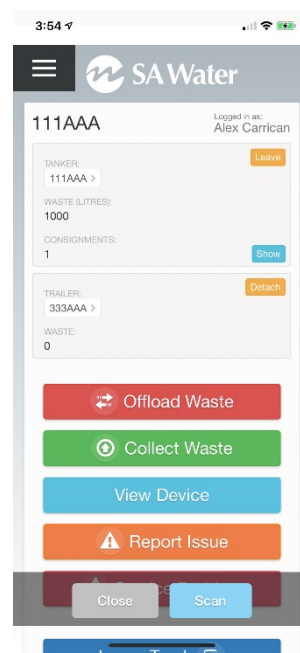 3:54
SA Water
111AAA
Logged in as:
Alex Carrican
TANKER:
Leave
111AAA >
WASTE (LITRES):
1000
CONSIGNMENTS:
1
Show
TRAILER:
Detach
333AAA >
WASTE:
0
Offload Waste
Collect Waste
View Device
Report Issue
Close
Scan